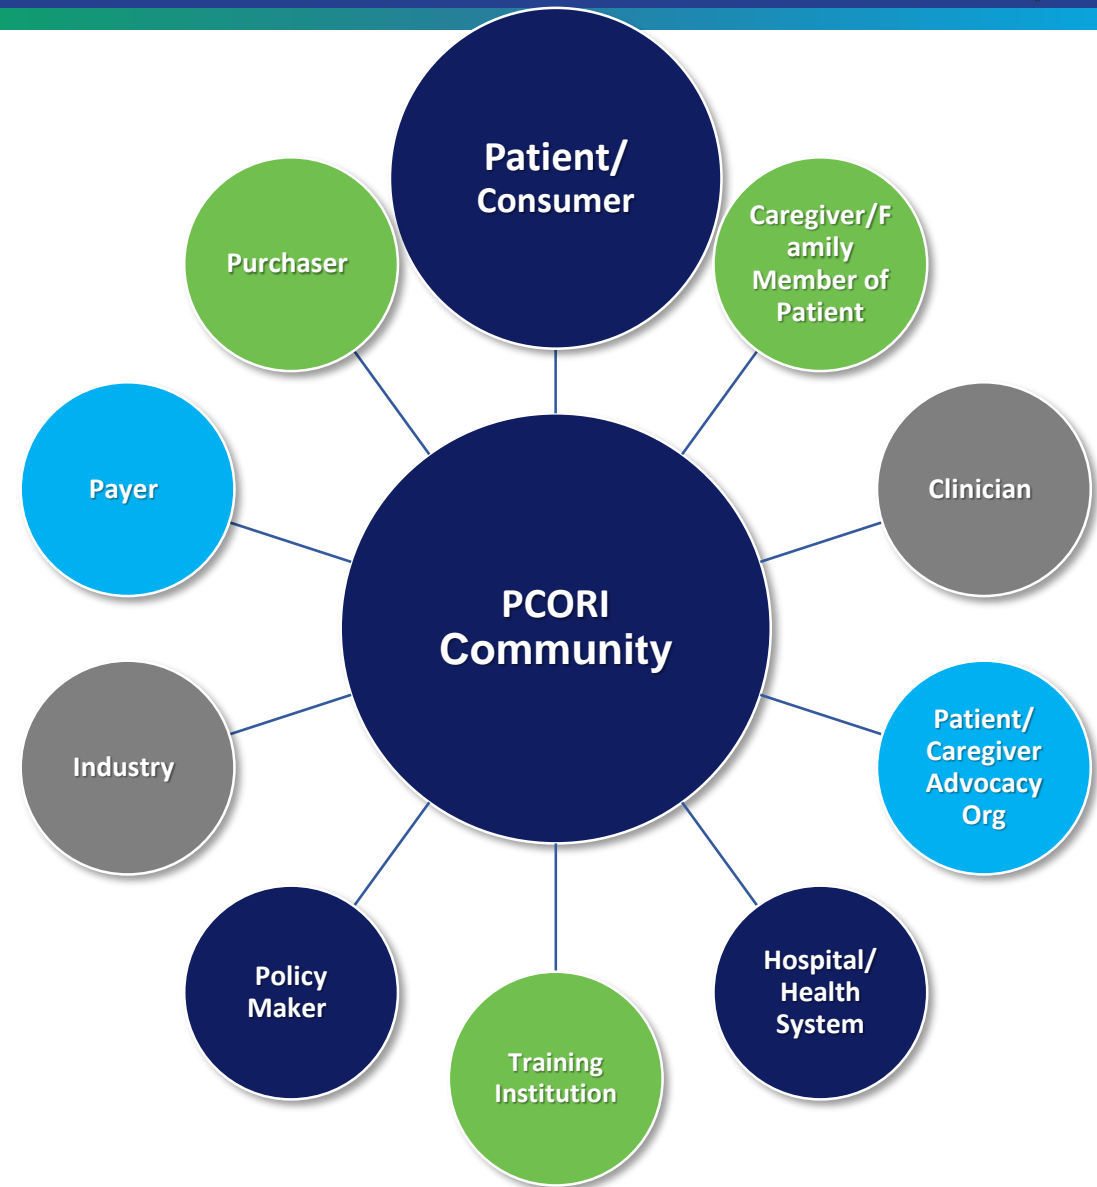 Patient/
Consumer
Caregiver/F
amily
Member of
Patient
Purchaser
Clinician
Payer
PCORI
Community
Patient/
Caregiver
Advocacy
Org
Industry
Hospital/
Health
System
Policy
Maker
Training
Institution